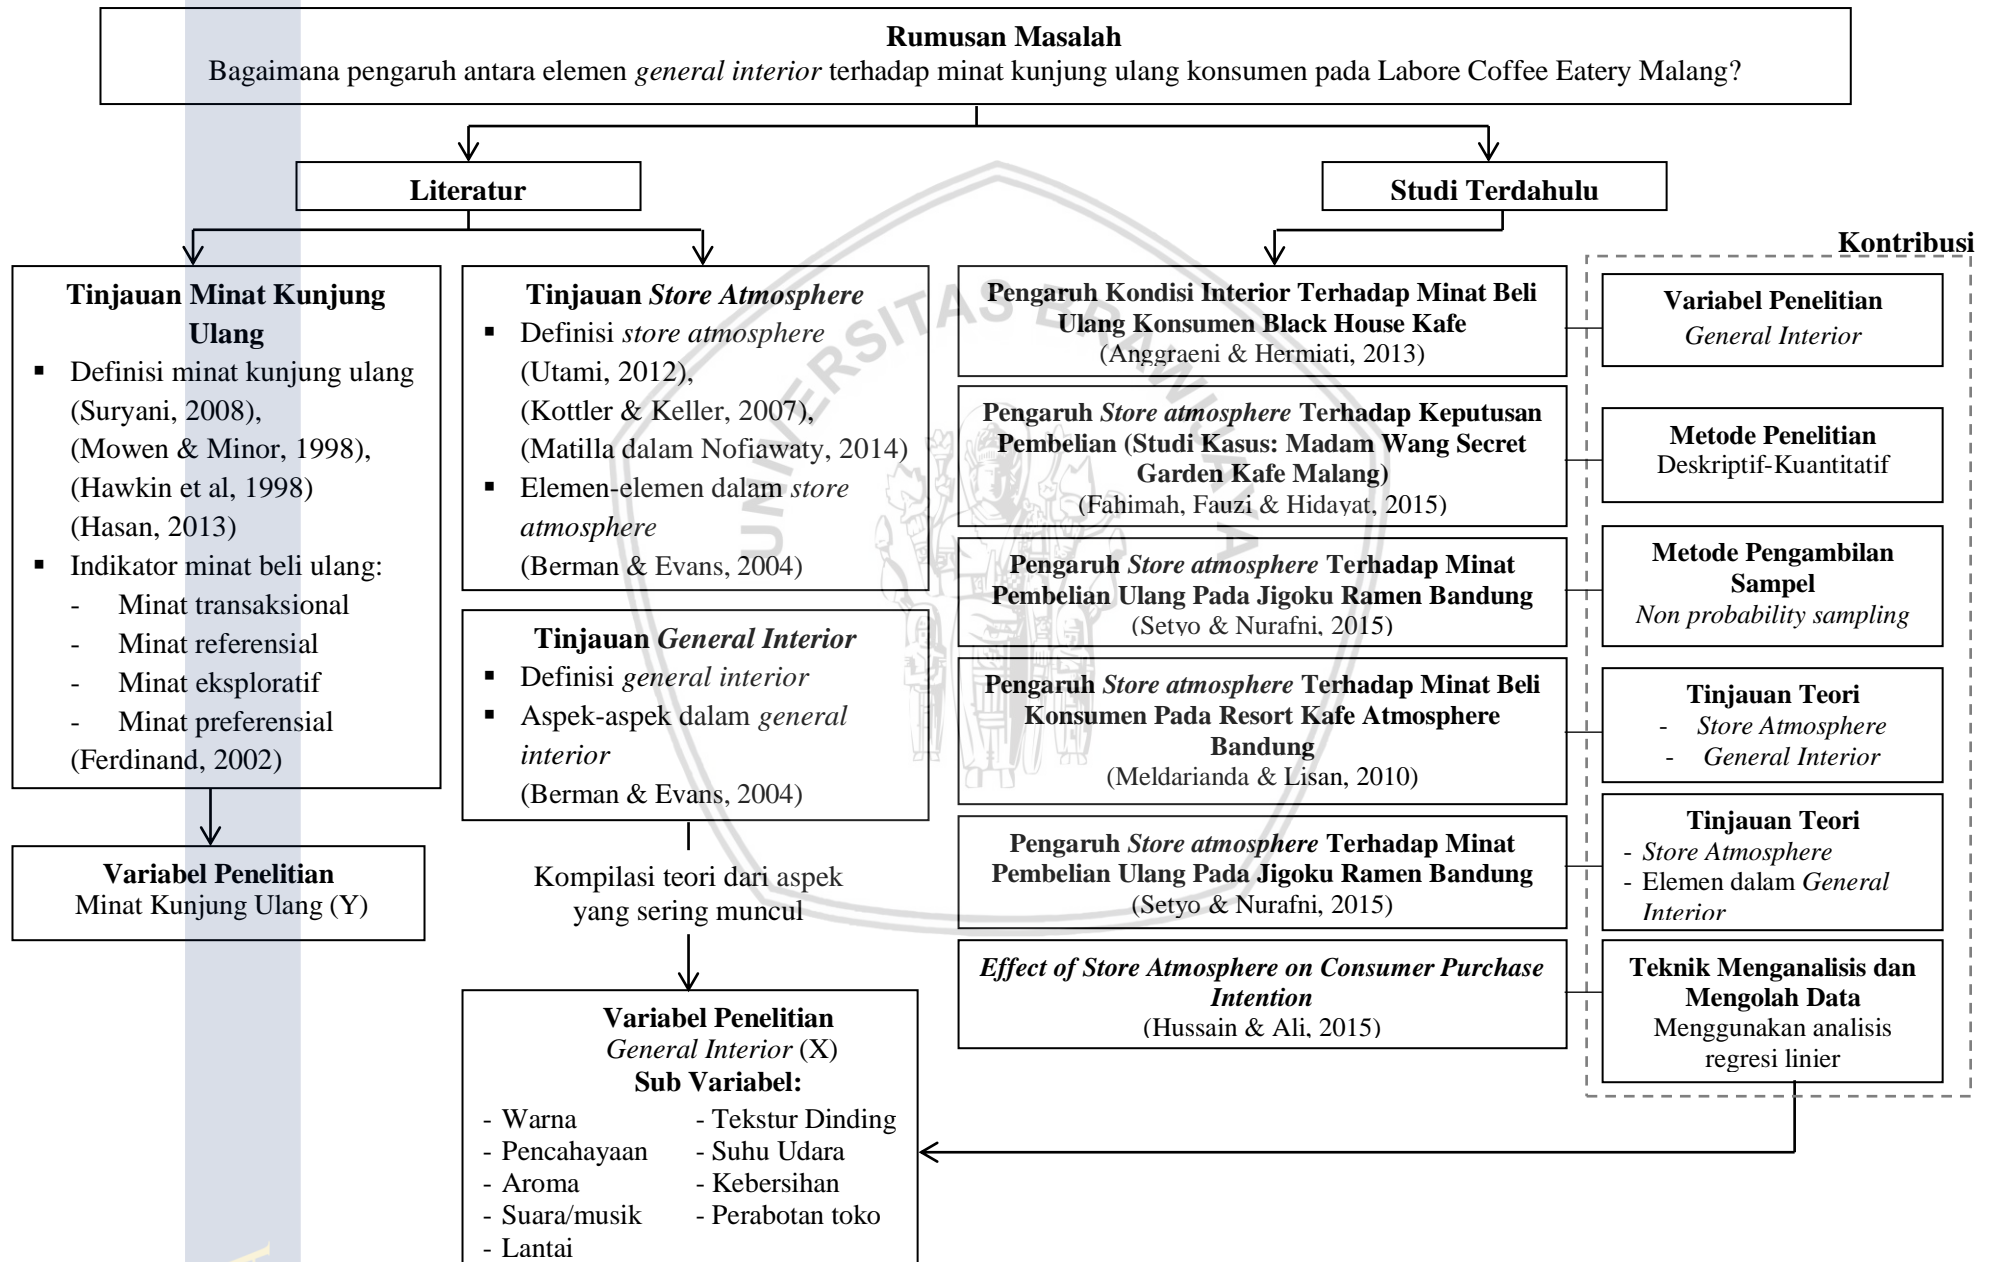 Rumusan Masalah
Bagaimana pengaruh antara elemen general interior terhadap minat kunjung ulang konsumen pada Labore Coffee Eatery Malang?
Literatur
Studi Terdahulu
Tinjauan Minat Kunjung
Ulang
▪ Definisi minat kunjung ulang
(Suryani, 2008),
(Mowen & Minor, 1998),
(Hawkin et al, 1998)
(Hasan, 2013)
▪ Indikator minat beli ulang:
- Minat transaksional
- Minat referensial
- Minat eksploratif
- Minat preferensial
(Ferdinand, 2002)
Variabel Penelitian
Minat Kunjung Ulang (Y)
Tinjauan Store Atmosphere
▪ Definisi store atmosphere
(Utami, 2012),
(Kottler & Keller, 2007),
(Matilla dalam Nofiawaty, 2014)
▪ Elemen-elemen dalam store
atmosphere
(Berman & Evans, 2004)
Tinjauan General Interior
▪ Definisi general interior
▪ Aspek-aspek dalam general
interior
(Berman & Evans, 2004)
Kompilasi teori dari aspek
yang sering muncul
Variabel Penelitian
General Interior (X)
Sub Variabel:
- Warna
- Pencahayaan
- Aroma
- Suara/musik
- Lantai
- Tekstur Dinding
- Suhu Udara
- Kebersihan
- Perabotan toko
Pengaruh Kondisi Interior Terhadap Minat Beli
Ulang Konsumen Black House Kafe
(Anggraeni & Hermiati, 2013)
Pengaruh Store atmosphere Terhadap Keputusan
Pembelian (Studi Kasus: Madam Wang Secret
Garden Kafe Malang)
(Fahimah, Fauzi & Hidayat, 2015)
Pengaruh Store atmosphere Terhadap Minat
Pembelian Ulang Pada Jigoku Ramen Bandung
(Setyo & Nurafni, 2015)
Pengaruh Store atmosphere Terhadap Minat Beli
Konsumen Pada Resort Kafe Atmosphere
Bandung
(Meldarianda & Lisan, 2010)
Pengaruh Store atmosphere Terhadap Minat
Pembelian Ulang Pada Jigoku Ramen Bandung
(Setyo & Nurafni, 2015)
Effect of Store Atmosphere on Consumer Purchase
Intention
(Hussain & Ali, 2015)
Kontribusi
Variabel Penelitian
General Interior
Metode Penelitian
Deskriptif-Kuantitatif
Metode Pengambilan
Sampel
Non probability sampling
Tinjauan Teori
- Store Atmosphere
- General Interior
Tinjauan Teori
- Store Atmosphere
- Elemen dalam General
Interior
Teknik Menganalisis dan
Mengolah Data
Menggunakan analisis
regresi linier
UNIVERSITAS BRAWIJAYA